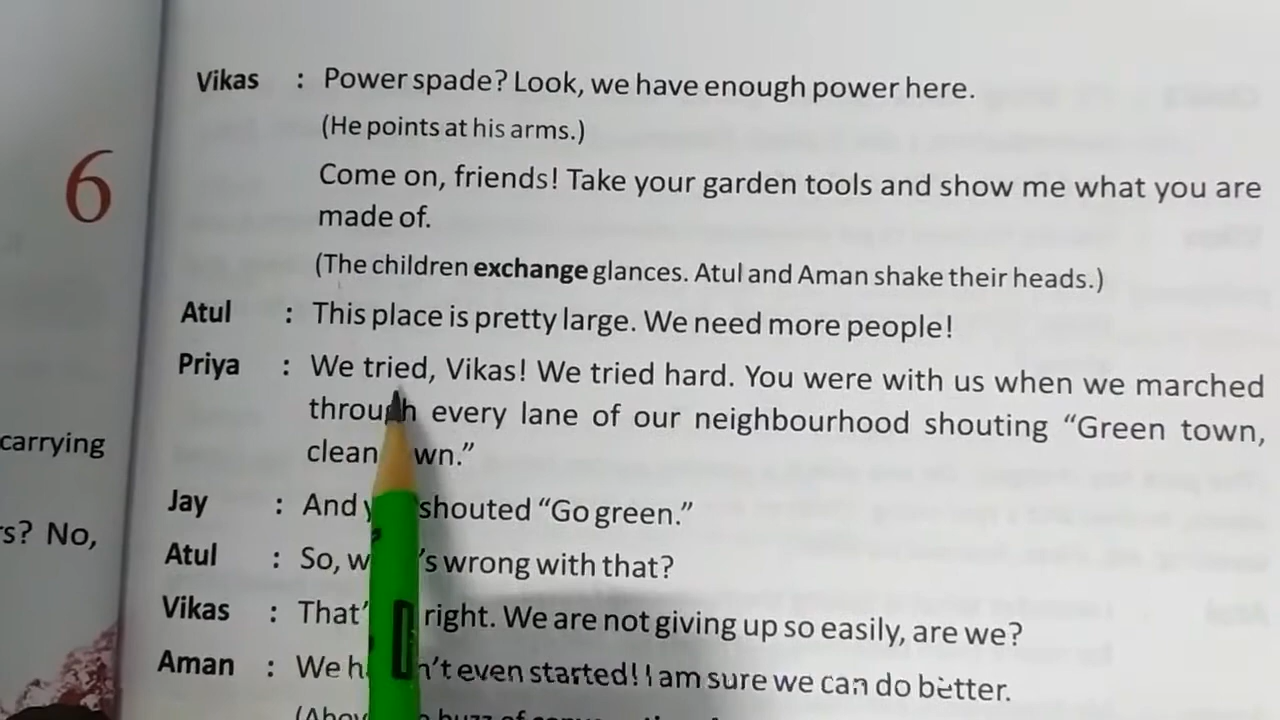 Vikas : Power spade? Look, we have enough power here.
(He points at his arms.)
6
Come on, friends! Take your garden tools and show me what you are
made of.
(The children exchange glances. Atul and Aman shake their heads.)
Atul : This place is pretty large. We need more people!
Priya : We tried, Vikas! We tried hard. You were with us when we marched
through every lane of our neighbourhood shouting “Green town,
carrying
clean wn.”
Jay : And shouted “Go green.”
rs? No,
Atul : So, 's wrong with that?
Vikas : That' right. We are not giving up so easily, are we?
Aman : We h n't even started! I am sure we can do better.